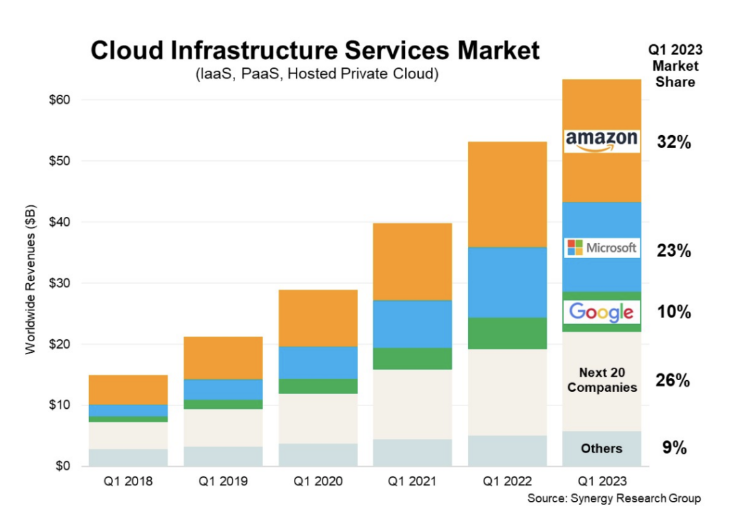 Cloud Infrastructure Services Market
(IaaS, PaaS, Hosted Private Cloud)
Q1 2023
Market
Share
Worldwide Revenues ($B)
$60
$50
$40
$30
$20
$10
$0
amazon
32%
Microsoft
23%
Google
10%
Next 20
Companies
26%
Others
9%
Q1 2018
Q1 2019
Q1 2020
Q1 2021
Q1 2022
Q1 2023
Source: Synergy Research Group